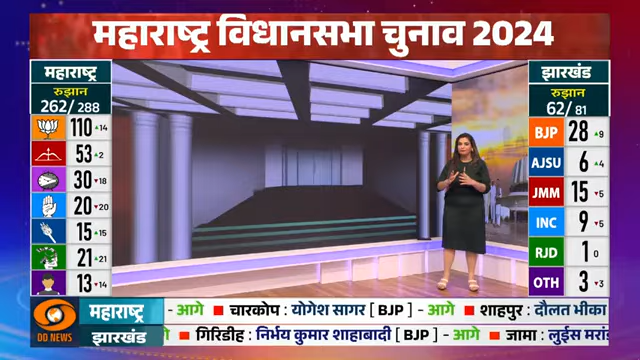 महाराष्ट्र विधानसभा चुनाव 2024
महाराष्ट्र
रुझान
262/ 288
110 ▲14
53 ▲2
30 ▼18
20 ▼20
15 ▲15
21 ▲21
13 ▼14
झारखंड
रुझान
62/ 81
BJP 28 ▲9
AJSU 6 ▲4
JMM 15 ▼5
INC 9 ▼5
RJD 1 0
OTH 3 ▼3
DD NEWS
महाराष्ट्र - आगे चारकोप : योगेश सागर [ BJP ] - आगे शाहपुर : दौलत भीका
झारखंड गे गिरिडीह : निर्भय कुमार शाहाबादी [ BJP ] - आगे जामा : लुईस मरां